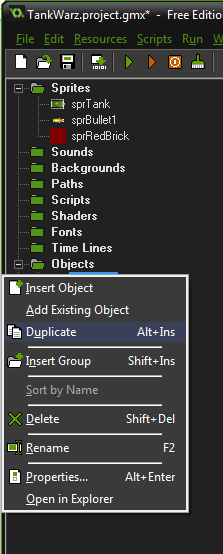 TankWarz.project.gmx* - Free Edition
File Edit Resources Scripts Run Window
Sprites
sprTank
sprBullet1
sprRedBrick
Sounds
Backgrounds
Paths
Scripts
Shaders
Fonts
Time Lines
Objects
Insert Object
Add Existing Object
Duplicate Alt+Ins
Insert Group Shift+Ins
Sort by Name
Delete Shift+Del
Rename F2
Properties... Alt+Enter
Open in Explorer